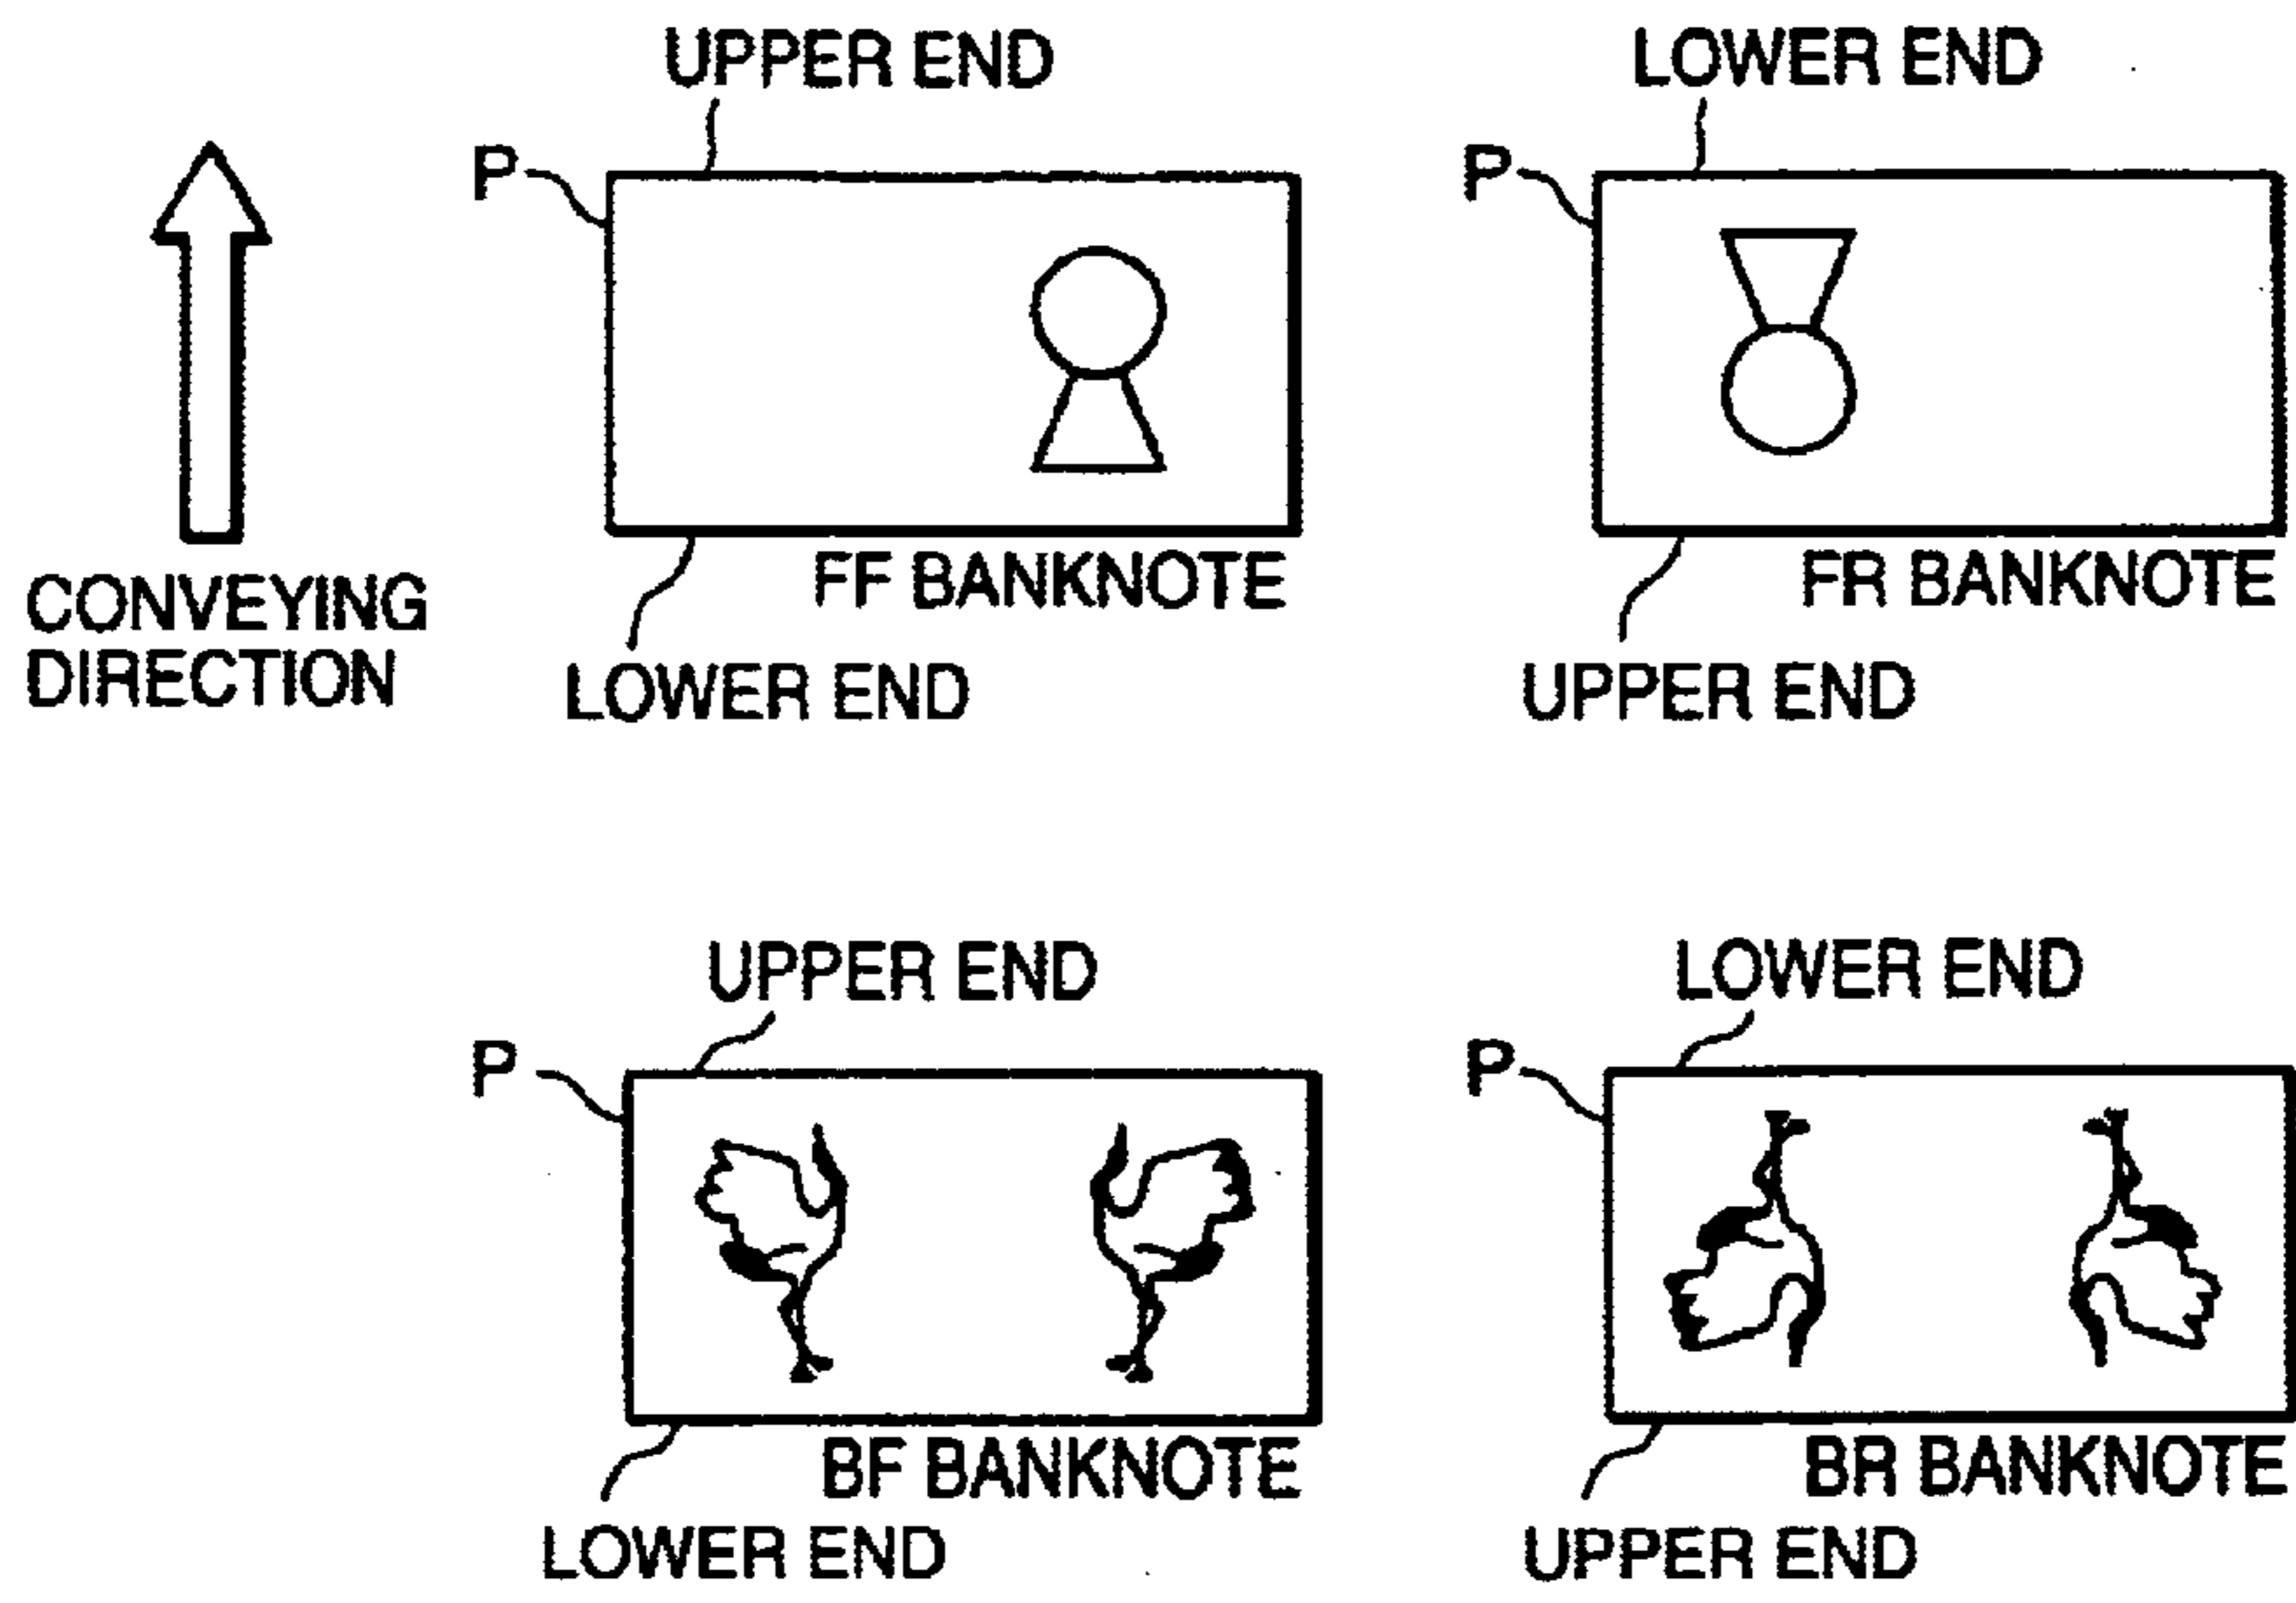 UPPER END
LOWER END
P
P
CONVEYING
DIRECTION
FF BANKNOTE
FR BANKNOTE
LOWER END
UPPER END
UPPER END
LOWER END
P
P
BF BANKNOTE
BR BANKNOTE
LOWER END
UPPER END